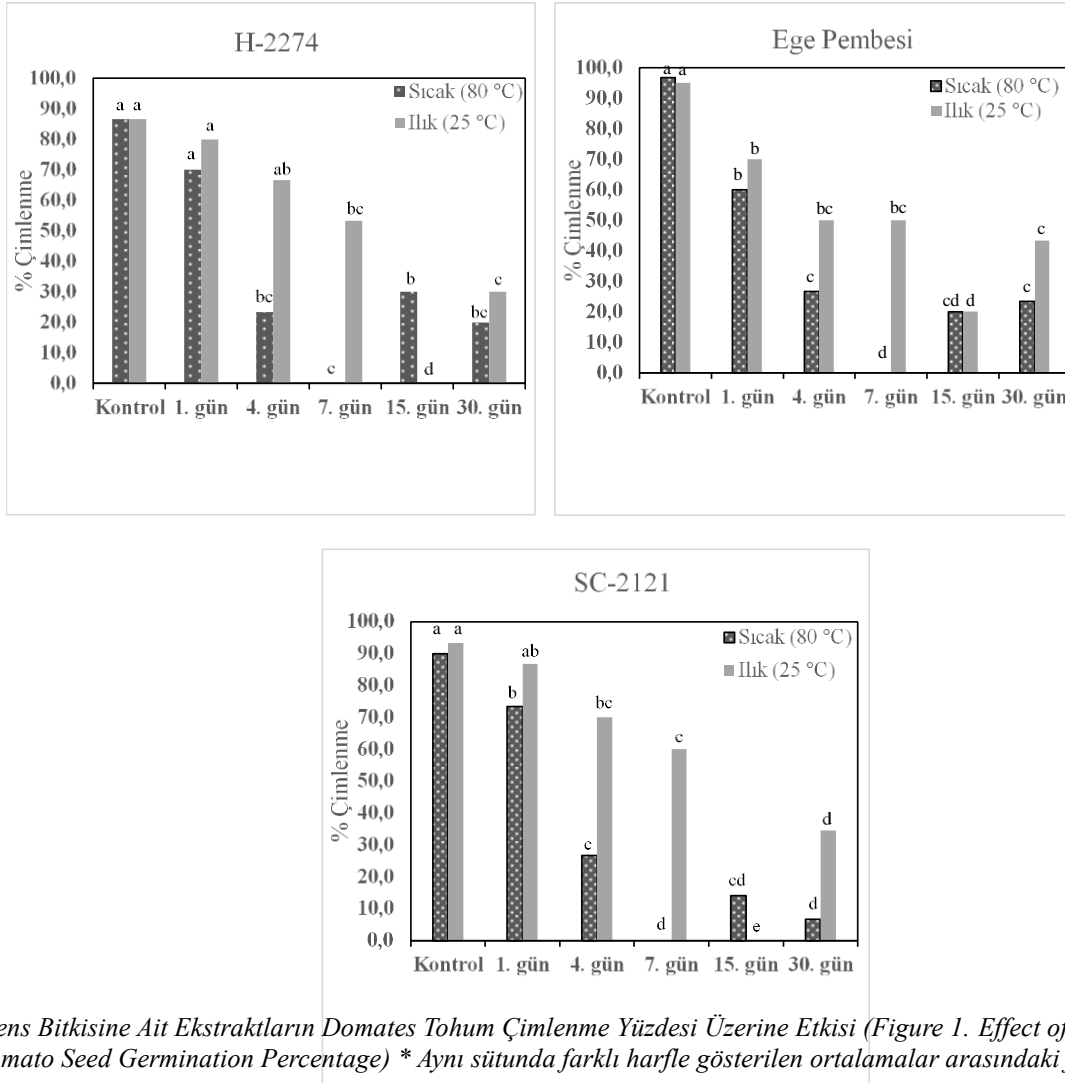 H-2274
100,0
90,0
80,0
70,0
60,0
50,0
40,0
30,0
20,0
10,0
0,0
% Çimlenme
Sıcak (80 °C)
Ilık (25 °C)
a a
a a
bc ab
c bc
b d
bc c
Kontrol 1. gün 4. gün 7. gün 15. gün 30. gün
Ege Pembesi
100,0
90,0
80,0
70,0
60,0
50,0
40,0
30,0
20,0
10,0
0,0
% Çimlenme
Sıcak (80 °C)
Ilık (25 °C)
a a
b b
c bc
d bc
cd d
c c
Kontrol 1. gün 4. gün 7. gün 15. gün 30. gün
SC-2121
100,0
90,0
80,0
70,0
60,0
50,0
40,0
30,0
20,0
10,0
0,0
% Çimlenme
Sıcak (80 °C)
Ilık (25 °C)
a a
b ab
c bc
d c
cd e
d d
Kontrol 1. gün 4. gün 7. gün 15. gün 30. gün
ens Bitkisine Ait Ekstraktların Domates Tohum Çimlenme Yüzdesi Üzerine Etkisi (Figure 1. Effect of
mato Seed Germination Percentage) * Aynı sütunda farklı harfle gösterilen ortalamalar arasındaki